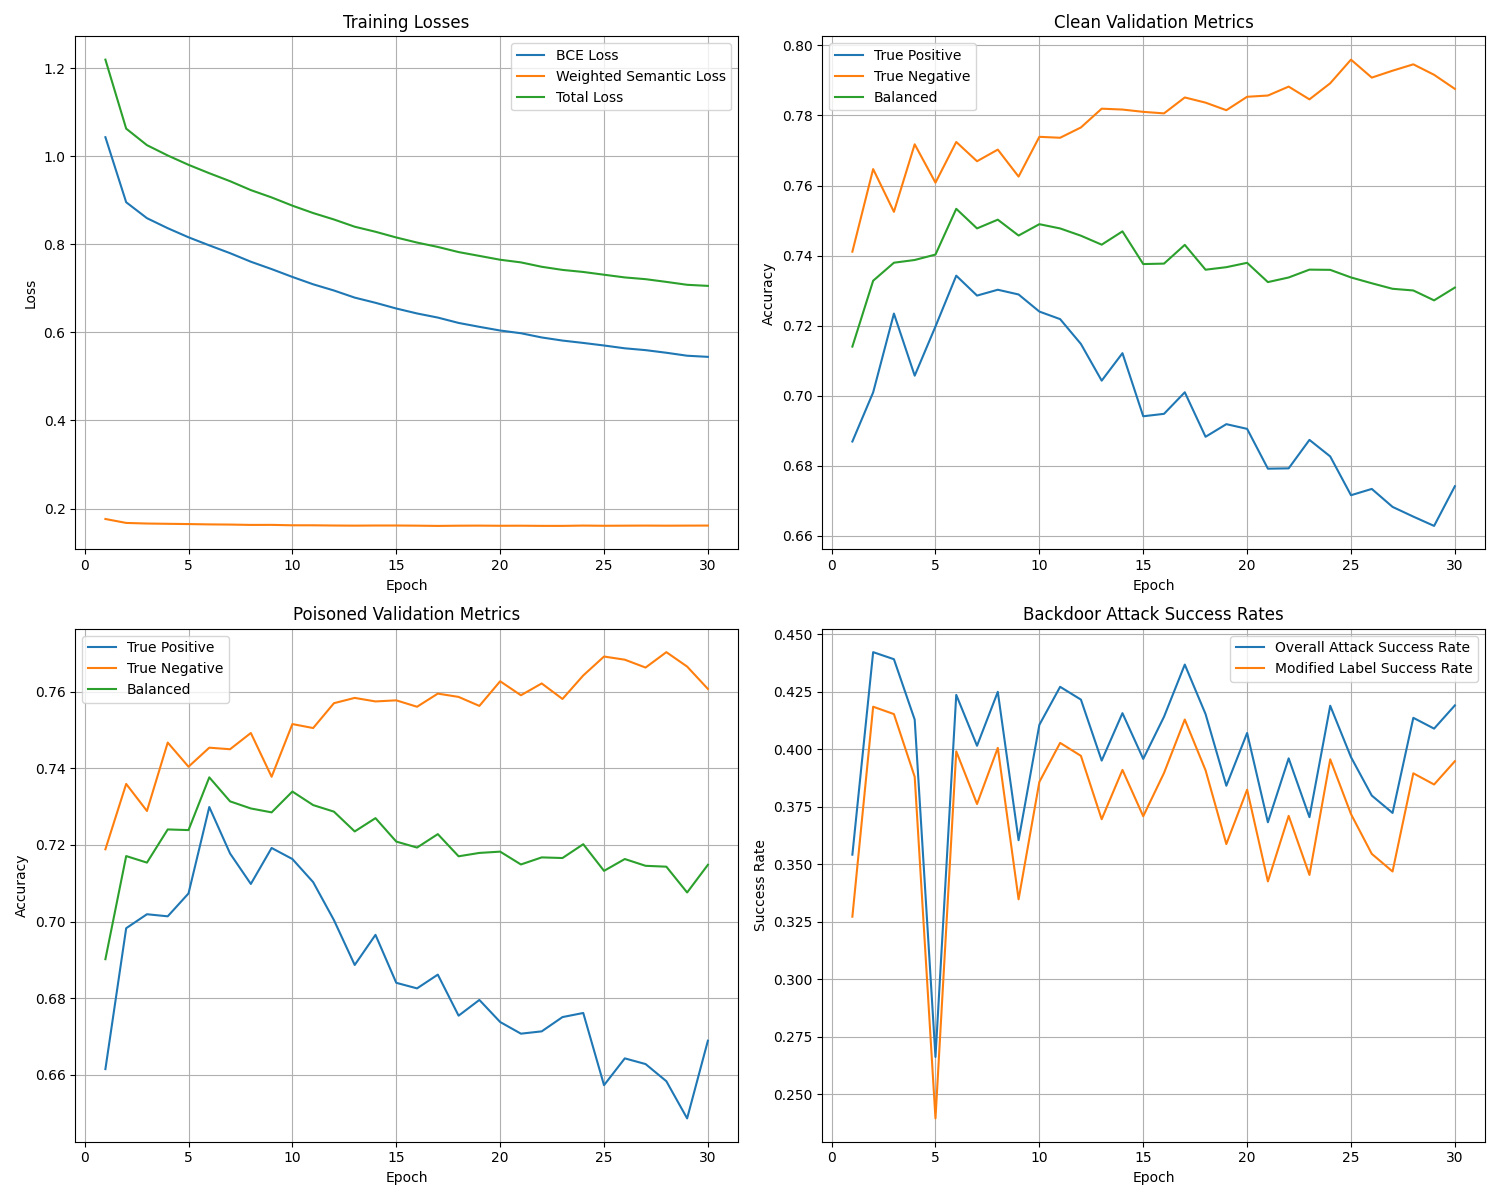 Training Losses
Loss
1.2
1.0
0.8
0.6
0.4
0.2
BCE Loss
Weighted Semantic Loss
Total Loss
0 5 10 15 20 25 30
Epoch
Clean Validation Metrics
Accuracy
0.80
0.78
0.76
0.74
0.72
0.70
0.68
0.66
True Positive
True Negative
Balanced
0 5 10 15 20 25 30
Epoch
Poisoned Validation Metrics
Accuracy
0.76
0.74
0.72
0.70
0.68
0.66
True Positive
True Negative
Balanced
0 5 10 15 20 25 30
Epoch
Backdoor Attack Success Rates
Success Rate
0.450
0.425
0.400
0.375
0.350
0.325
0.300
0.275
0.250
Overall Attack Success Rate
Modified Label Success Rate
0 5 10 15 20 25 30
Epoch